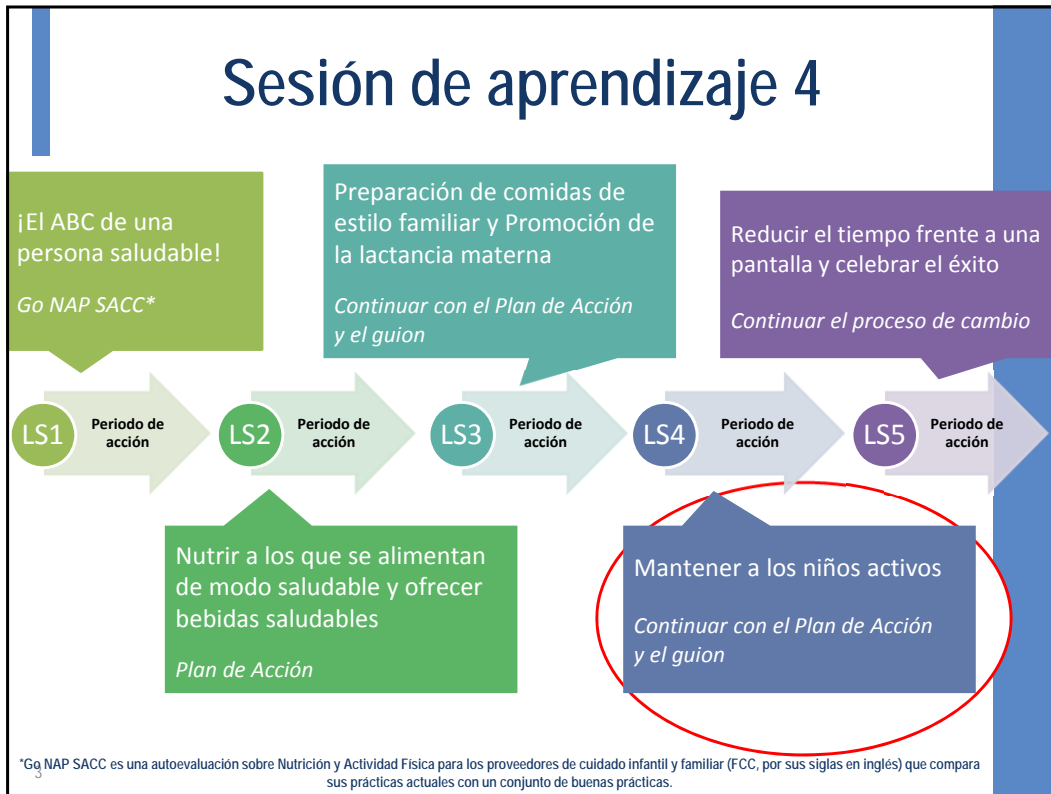 Sesión de aprendizaje 4
¡El ABC de una
persona saludable!
Go NAP SACC*
Preparación de comidas de
estilo familiar y Promoción de
la lactancia materna
Continuar con el Plan de Acción
y el guion
Reducir el tiempo frente a una
pantalla y celebrar el éxito
Continuar el proceso de cambio
LS1
Periodo de
acción
LS2
Periodo de
acción
LS3
Periodo de
acción
LS4
Periodo de
acción
LS5
Periodo de
acción
Nutrir a los que se alimentan
de modo saludable y ofrecer
bebidas saludables
Plan de Acción
Mantener a los niños activos
Continuar con el Plan de Acción
y el guion
*Go NAP SACC es una autoevaluación sobre Nutrición y Actividad Física para los proveedores de cuidado infantil y familiar (FCC, por sus siglas en inglés) que compara
sus prácticas actuales con un conjunto de buenas prácticas.
3